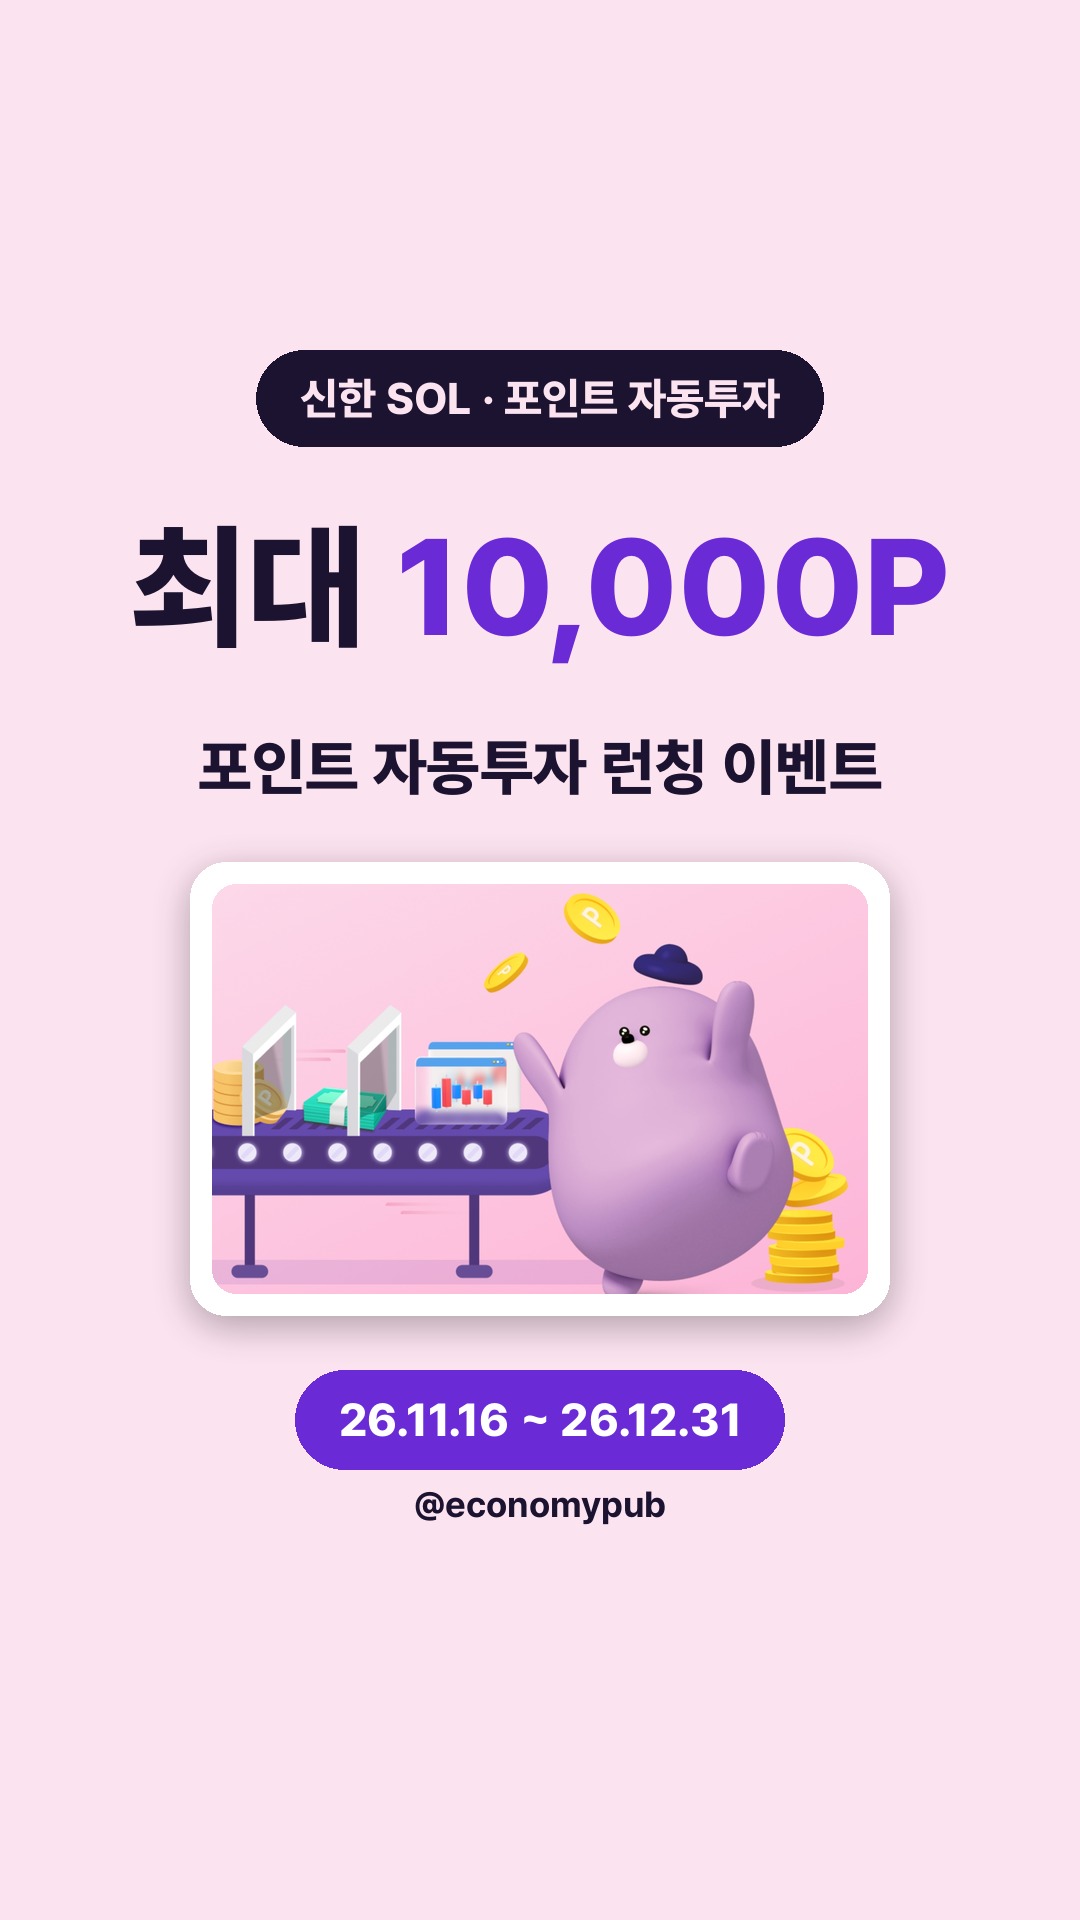 신한 SOL · 포인트 자동투자
최대 10,000P
포인트 자동투자 런칭 이벤트
P
P
P
P
26.11.16 ~ 26.12.31
@economypub